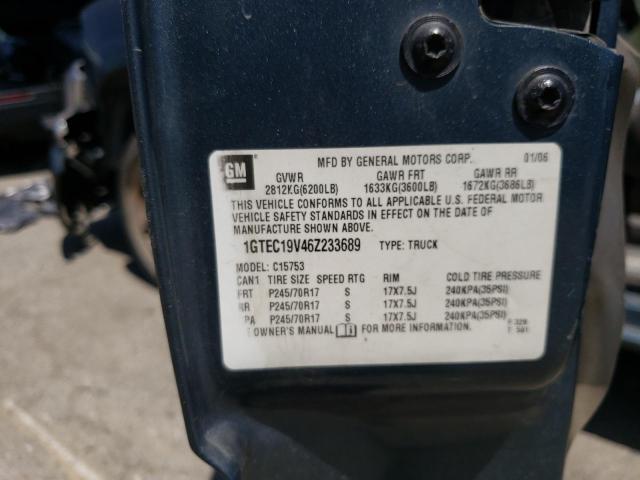 GM
MFD BY GENERAL MOTORS CORP. 01/06
GVWR GAWR FRT GAWR RR
2812KG(6200LB) 1633KG(3600LB) 1672KG(3686LB)
THIS VEHICLE CONFORMS TO ALL APPLICABLE U.S. FEDERAL MOTOR
VEHICLE SAFETY STANDARDS IN EFFECT ON THE DATE OF
MANUFACTURE SHOWN ABOVE.
1GTEC19V46Z233689 TYPE: TRUCK
MODEL: C15753
CAN1 TIRE SIZE SPEED RTG RIM COLD TIRE PRESSURE
FRT P245/70R17 S 17X7.5J 240KPA(35PSI)
RR P245/70R17 S 17X7.5J 240KPA(35PSI)
PA P245/70R17 S 17X7.5J 240KPA(35PSI)
OWNER'S MANUAL FOR MORE INFORMATION.